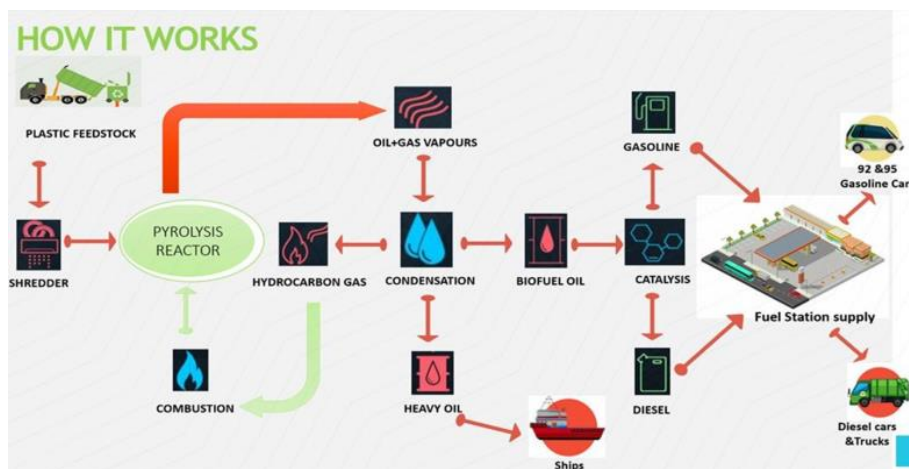 HOW IT WORKS
PLASTIC FEEDSTOCK
OIL+GAS VAPOURS
GASOLINE
92 &95
Gasoline Car
SHREDDER
PYROLYSIS
REACTOR
HYDROCARBON GAS
CONDENSATION
BIOFUEL OIL
CATALYSIS
Fuel Station supply
COMBUSTION
HEAVY OIL
DIESEL
Ships
Diesel cars
&Trucks